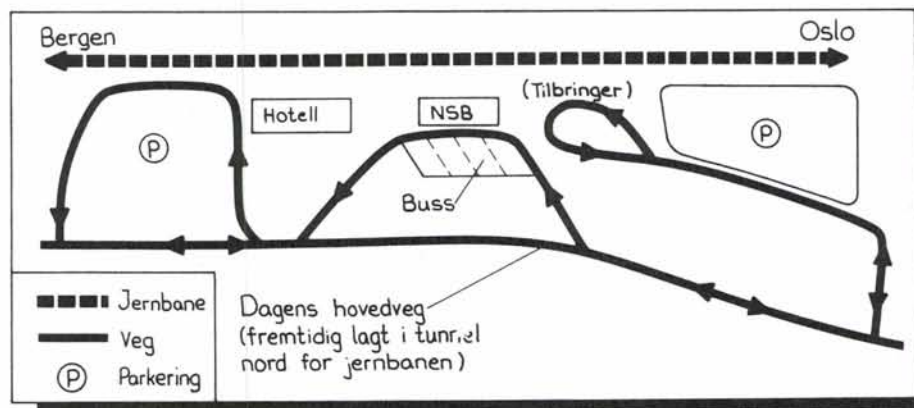 Bergen
Oslo
(Tilbringer)
Hotell
NSB
P
P
Buss
Dagens hovedveg
(fremtidig lagt i tunnel
nord for jernbanen)
Jernbane
Veg
P Parkering